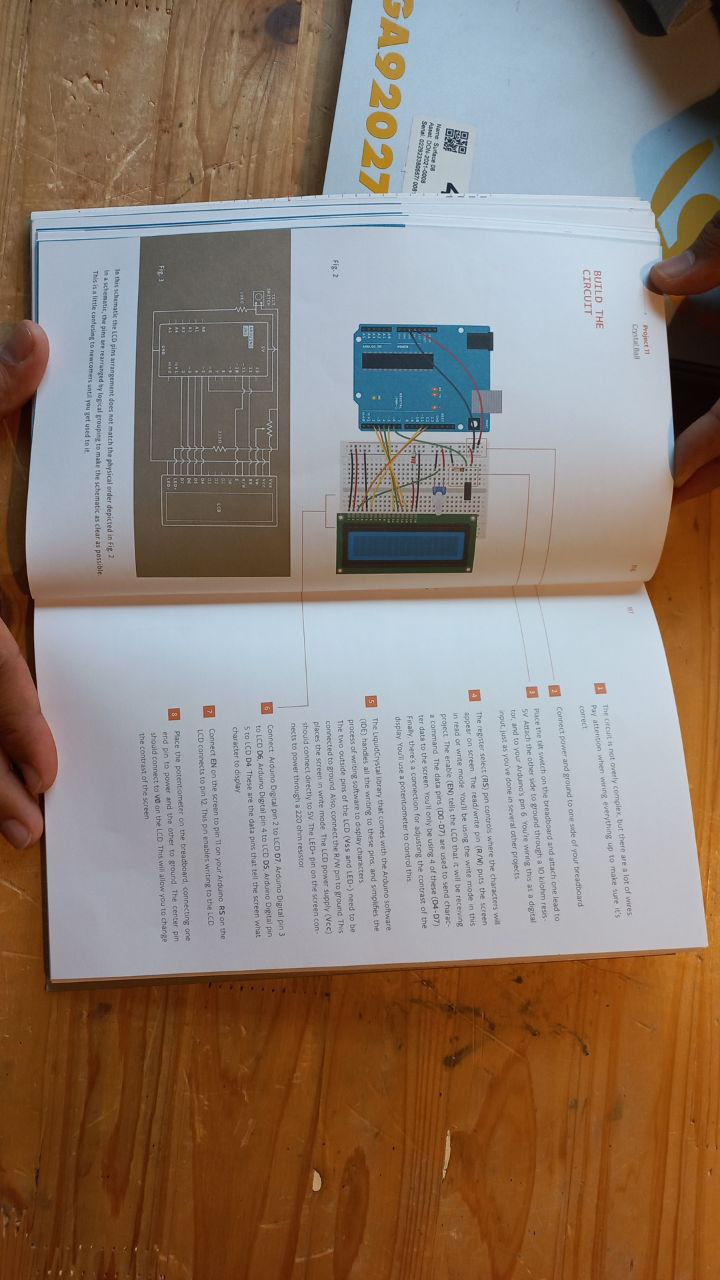 GA92027
Name: Surface 08
Asset: DCN-2021-0008
4
Project 11
Crystal Ball
BUILD THE
CIRCUIT
Fig. 2
Fig. 3
In this schematic the LCD pins arrangement does not match the physical order depicted in Fig. 2
In a schematic, the pins are rearranged by logical grouping to make the schematic as clear as possible.
This is a little confusing to newcomers until you get used to it.
116
117
1
The circuit is not overly complex, but there are a lot of wires.
Pay attention when wiring everything up to make sure it's
correct.
2
Connect power and ground to one side of your breadboard.
3
Place the tilt switch on the breadboard and attach one lead to
5V. Attach the other side to ground through a 10-kilohm resis-
tor, and to your Arduino's pin 6. You're wiring this as a digital
input, just as you've done in several other projects.
4
The register select (RS) pin controls where the characters will
appear on screen. The read/write pin (R/W) puts the screen
in read or write mode. You'll be using the write mode in this
project. The enable (EN) tells the LCD that it will be receiving
a command. The data pins (D0-D7) are used to send charac-
ter data to the screen. You'll only be using 4 of these (D4-D7).
Finally, there's a connection for adjusting the contrast of the
display. You'll use a potentiometer to control this.
5
The LiquidCrystal library that comes with the Arduino software
(IDE) handles all the writing to these pins, and simplifies the
process of writing software to display characters.
The two outside pins of the LCD (Vss and LED-) need to be
connected to ground. Also, connect the R/W pin to ground. This
places the screen in write mode. The LCD power supply (Vcc)
should connect directly to 5V. The LED+ pin on the screen con-
nects to power through a 220-ohm resistor.
6
Connect: Arduino Digital pin 2 to LCD D7, Arduino Digital pin 3
to LCD D6, Arduino Digital pin 4 to LCD D5, Arduino Digital pin
5 to LCD D4. These are the data pins that tell the screen what
character to display.
7
Connect EN on the screen to pin 11 on your Arduino. RS on the
LCD connects to pin 12. This pin enables writing to the LCD.
8
Place the potentiometer on the breadboard, connecting one
end pin to power and the other to ground. The center pin
should connect to V0 on the LCD. This will allow you to change
the contrast of the screen.